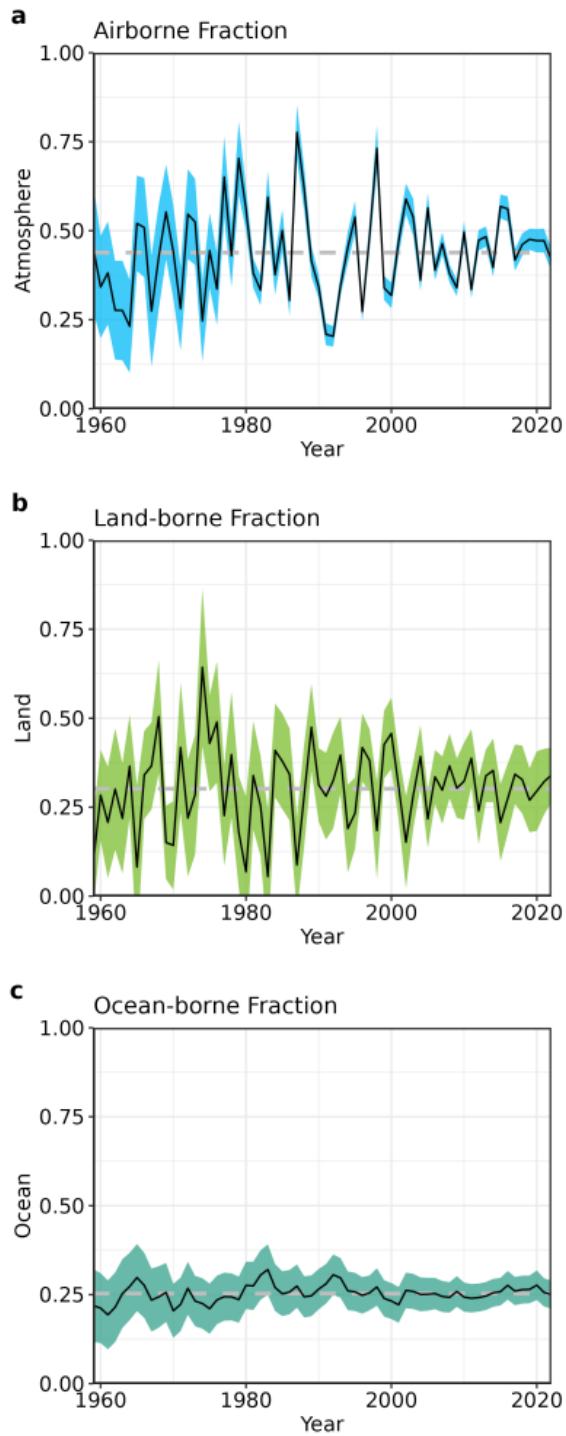 a
Airborne Fraction
1.00
0.75
0.50
0.25
0.00
Atmosphere
1960 1980 2000 2020
Year
b
Land-borne Fraction
1.00
0.75
0.50
0.25
0.00
Land
1960 1980 2000 2020
Year
c
Ocean-borne Fraction
1.00
0.75
0.50
0.25
0.00
Ocean
1960 1980 2000 2020
Year